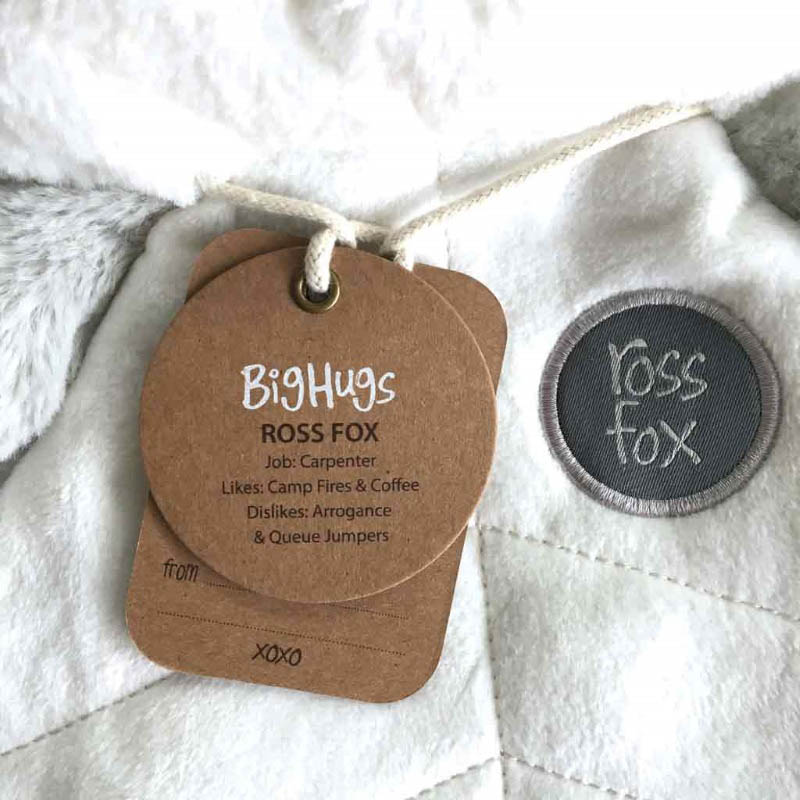 BigHugs
ROSS FOX
Job: Carpenter
Likes: Camp Fires & Coffee
Dislikes: Arrogance
& Queue Jumpers
from
xoxo
ross
fox